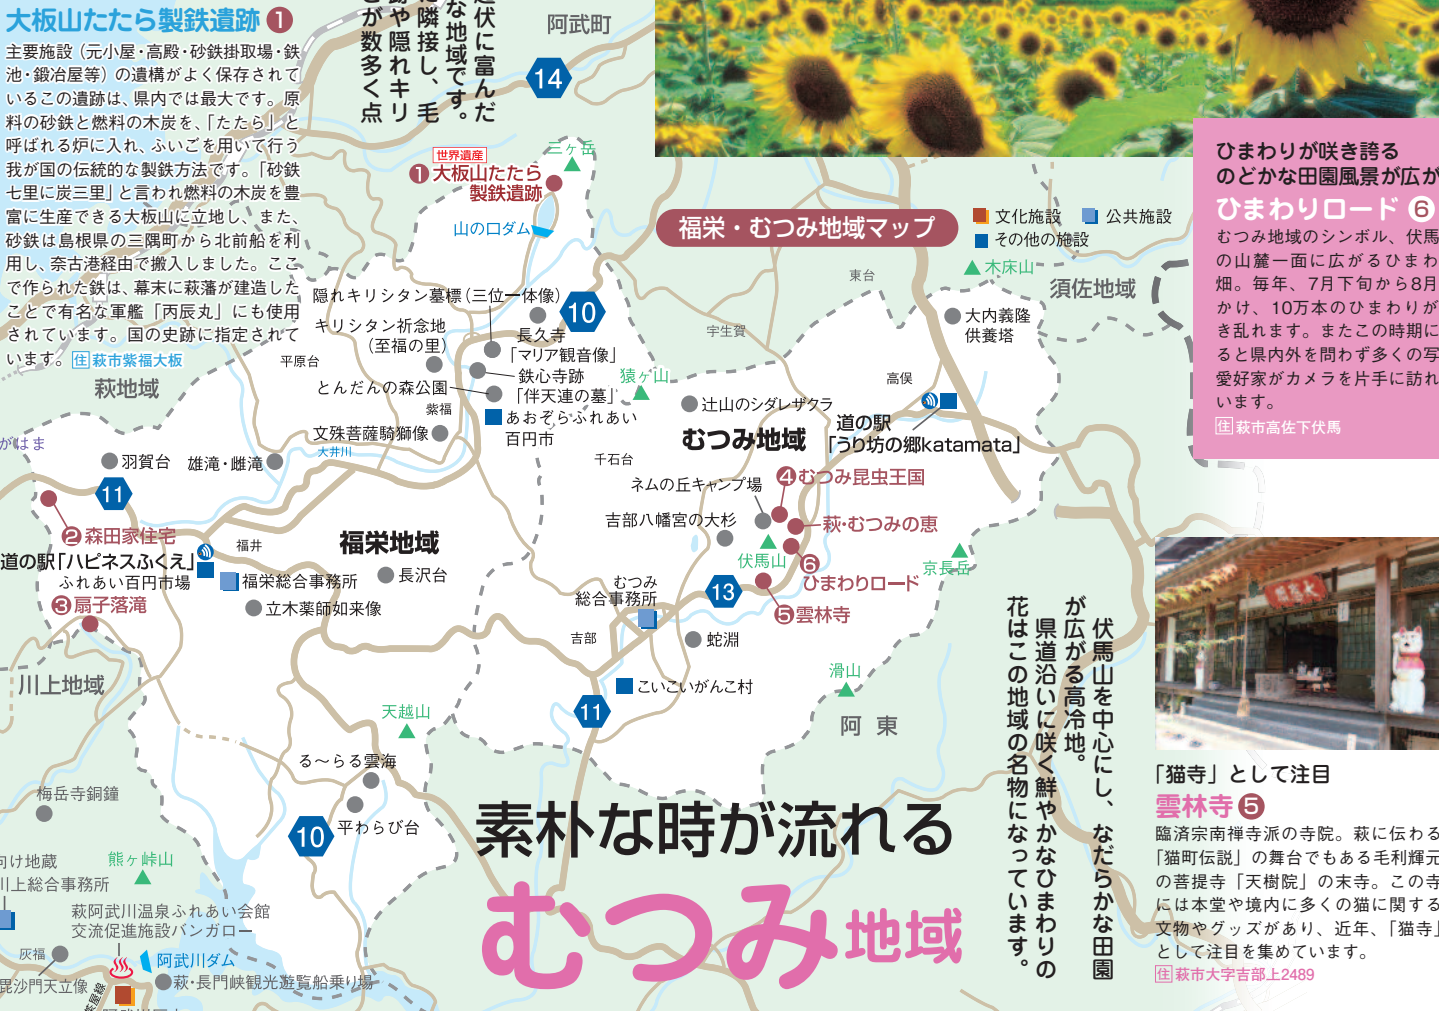 大板山たたら製鉄遺跡 1
主要施設（元小屋・高殿・砂鉄掛取場・鉄
池・鍛冶屋等）の遺構がよく保存されて
いるこの遺跡は、県内では最大です。原
料の砂鉄と燃料の木炭を、「たたら」と
呼ばれる炉に入れ、ふいごを用いて行う
我が国の伝統的な製鉄方法です。「砂鉄
七里に炭三里」と言われ燃料の木炭を豊
富に生産できる大板山に立地し、また、
砂鉄は島根県の三隅町から北前船を利
用し、奈古港経由で搬入しました。ここ
で作られた鉄は、幕末に萩藩が建造した
ことで有名な軍艦「丙辰丸」にも使用
されています。国の史跡に指定されて
います。 住 萩市紫福大板
伏に富んだ
な地域です。
隣接し、毛
や隠れキリ
が数多く点
阿武町
14
三ヶ岳
世界遺産
1 大板山たたら
製鉄遺跡
山の口ダム
福栄・むつみ地域マップ
文化施設
公共施設
その他の施設
木床山
須佐地域
東台
宇生賀
大内義隆
供養塔
隠れキリシタン墓標（三位一体像）
10
キリシタン祈念地
（至福の里）
長久寺
「マリア観音像」
平原台
鉄心寺跡
とんだんの森公園
「伴天連の墓」
猿ヶ山
紫福
あおぞらふれあい
百円市
文殊菩薩騎獅像
大井川
萩地域
がはま
羽賀台
雄滝・雌滝
11
高俣
辻山のシダレザクラ
道の駅
「うり坊の郷katamata」
むつみ地域
千石台
ネムの丘キャンプ場
4 むつみ昆虫王国
吉部八幡宮の大杉
萩・むつみの恵
伏馬山
6
ひまわりロード
京長岳
13
5 雲林寺
むつみ
総合事務所
吉部
蛇淵
こいこいがんこ村
11
滑山
阿東
2 森田家住宅
道の駅「ハピネスふくえ」
ふれあい百円市場
福井
福栄総合事務所
福栄地域
長沢台
3 扇子落滝
立木薬師如来像
川上地域
天越山
る～らる雲海
平わらび台
10
梅岳寺銅鐘
熊ヶ峠山
向け地蔵
川上総合事務所
萩阿武川温泉ふれあい会館
交流促進施設バンガロー
灰福
毘沙門天立像
阿武川ダム
萩・長門峡観光遊覧船乗り場
茶屋線
素朴な時が流れる
むつみ地域
伏馬山を中心にし、なだらかな田園
が広がる高冷地。
県道沿いに咲く鮮やかなひまわりの
花はこの地域の名物になっています。
ひまわりが咲き誇る
のどかな田園風景が広が
ひまわりロード 6
むつみ地域のシンボル、伏馬
の山麓一面に広がるひまわ
畑。毎年、7月下旬から8月
かけ、10万本のひまわりが
き乱れます。またこの時期に
ると県内外を問わず多くの写
愛好家がカメラを片手に訪れ
います。
住 萩市高佐下伏馬
「猫寺」として注目
雲林寺 5
臨済宗南禅寺派の寺院。萩に伝わる
「猫町伝説」の舞台でもある毛利輝元
の菩提寺「天樹院」の末寺。この寺
には本堂や境内に多くの猫に関する
文物やグッズがあり、近年、「猫寺」
として注目を集めています。
住 萩市大字吉部上2489